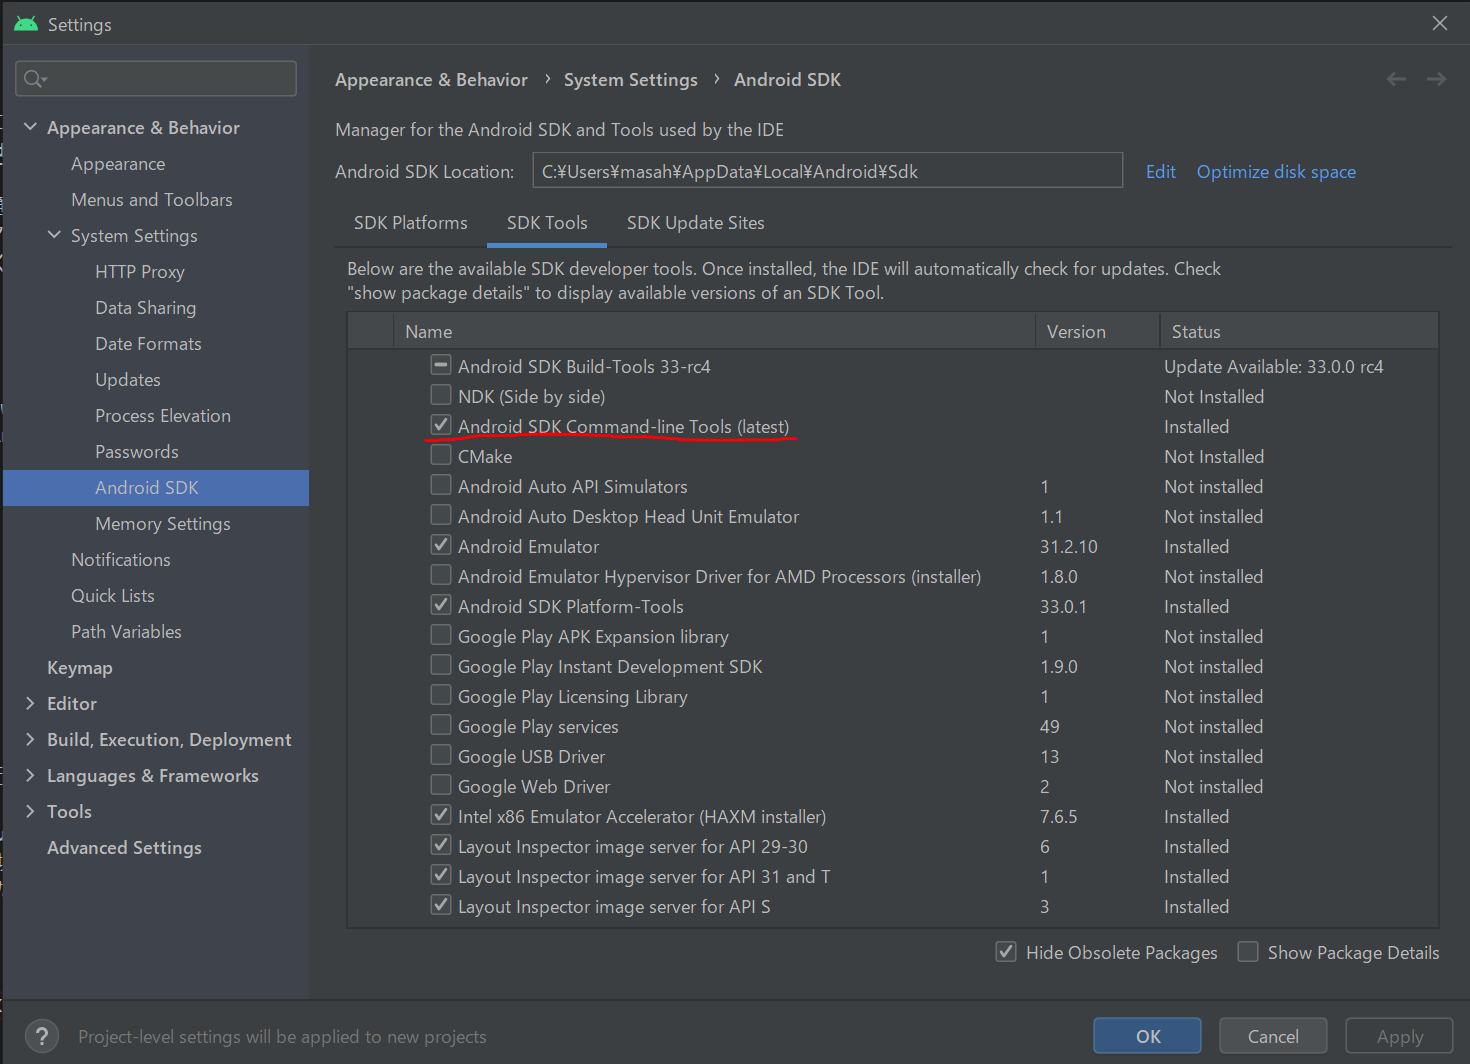 Settings
Appearance & Behavior › System Settings › Android SDK
Manager for the Android SDK and Tools used by the IDE
Android SDK Location: C:¥Users¥masah¥AppData¥Local¥Android¥Sdk Edit Optimize disk space
SDK Platforms SDK Tools SDK Update Sites
Below are the available SDK developer tools. Once installed, the IDE will automatically check for updates. Check
"show package details" to display available versions of an SDK Tool.
Name Version Status
Android SDK Build-Tools 33-rc4 Update Available: 33.0.0 rc4
NDK (Side by side) Not Installed
Android SDK Command-line Tools (latest) Installed
CMake Not Installed
Android Auto API Simulators 1 Not installed
Android Auto Desktop Head Unit Emulator 1.1 Not installed
Android Emulator 31.2.10 Installed
Android Emulator Hypervisor Driver for AMD Processors (installer) 1.8.0 Not installed
Android SDK Platform-Tools 33.0.1 Installed
Google Play APK Expansion library 1 Not installed
Google Play Instant Development SDK 1.9.0 Not installed
Google Play Licensing Library 1 Not installed
Google Play services 49 Not installed
Google USB Driver 13 Not installed
Google Web Driver 2 Not installed
Intel x86 Emulator Accelerator (HAXM installer) 7.6.5 Installed
Layout Inspector image server for API 29-30 6 Installed
Layout Inspector image server for API 31 and T 1 Installed
Layout Inspector image server for API S 3 Installed
Hide Obsolete Packages Show Package Details
Appearance & Behavior
Appearance
Menus and Toolbars
System Settings
HTTP Proxy
Data Sharing
Date Formats
Updates
Process Elevation
Passwords
Android SDK
Memory Settings
Notifications
Quick Lists
Path Variables
Keymap
Editor
Build, Execution, Deployment
Languages & Frameworks
Tools
Advanced Settings
? Project-level settings will be applied to new projects
OK Cancel Apply